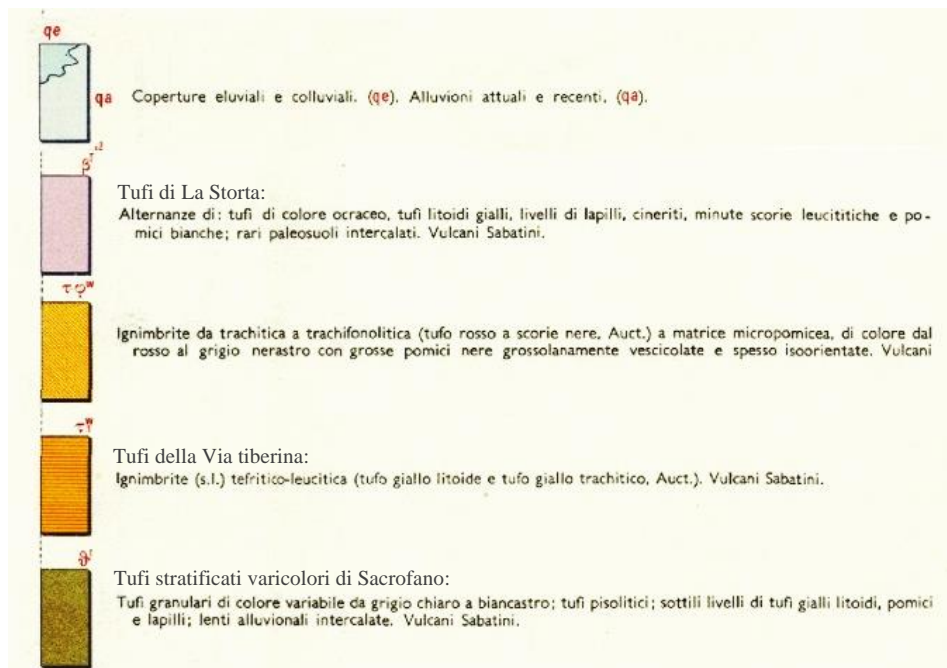 qe
qa Coperture eluviali e colluviali. (qe). Alluvioni attuali e recenti, (qa).
Tufi di La Storta:
Alternanze di: tufi di colore ocraceo, tufi litoidi gialli, livelli di lapilli, cineriti, minute scorie leucititiche e po-
mici bianche; rari paleosuoli intercalati. Vulcani Sabatini.
Ignimbrite da trachitica a trachifonolitica (tufo rosso a scorie nere, Auct.) a matrice micropomicea, di colore dal
rosso al grigio nerastro con grosse pomici nere grossolanamente vescicolate e spesso isoorientate. Vulcani
Tufi della Via tiberina:
Ignimbrite (s.l.) tefritico-leucitica (tufo giallo litoide e tufo giallo trachitico, Auct.). Vulcani Sabatini.
Tufi stratificati varicolori di Sacrofano:
Tufi granulari di colore variabile da grigio chiaro a biancastro; tufi pisolitici; sottili livelli di tufi gialli litoidi, pomici
e lapilli; lenti alluvionali intercalate. Vulcani Sabatini.